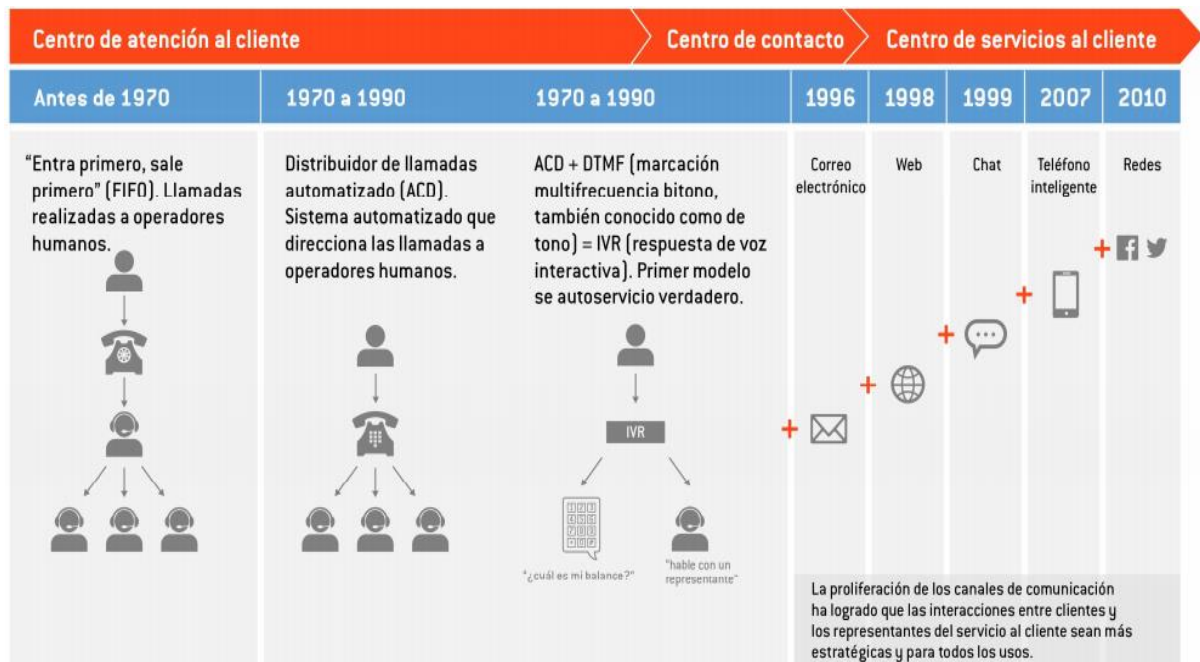 Centro de atención al cliente
Centro de contacto
Centro de servicios al cliente
Antes de 1970
1970 a 1990
1970 a 1990
1996
1998
1999
2007
2010
“Entra primero, sale
primero” (FIFO). Llamadas
realizadas a operadores
humanos.
Distribuidor de llamadas
automatizado (ACD).
Sistema automatizado que
direcciona las llamadas a
operadores humanos.
ACD + DTMF (marcación
multifrecuencia bitono,
también conocido como de
tono) = IVR (respuesta de voz
interactiva). Primer modelo
se autoservicio verdadero.
IVR
"¿cuál es mi balance?"
"hable con un
representante"
Correo
electrónico
Web
Chat
Teléfono
inteligente
Redes
La proliferación de los canales de comunicación
ha logrado que las interacciones entre clientes y
los representantes del servicio al cliente sean más
estratégicas y para todos los usos.